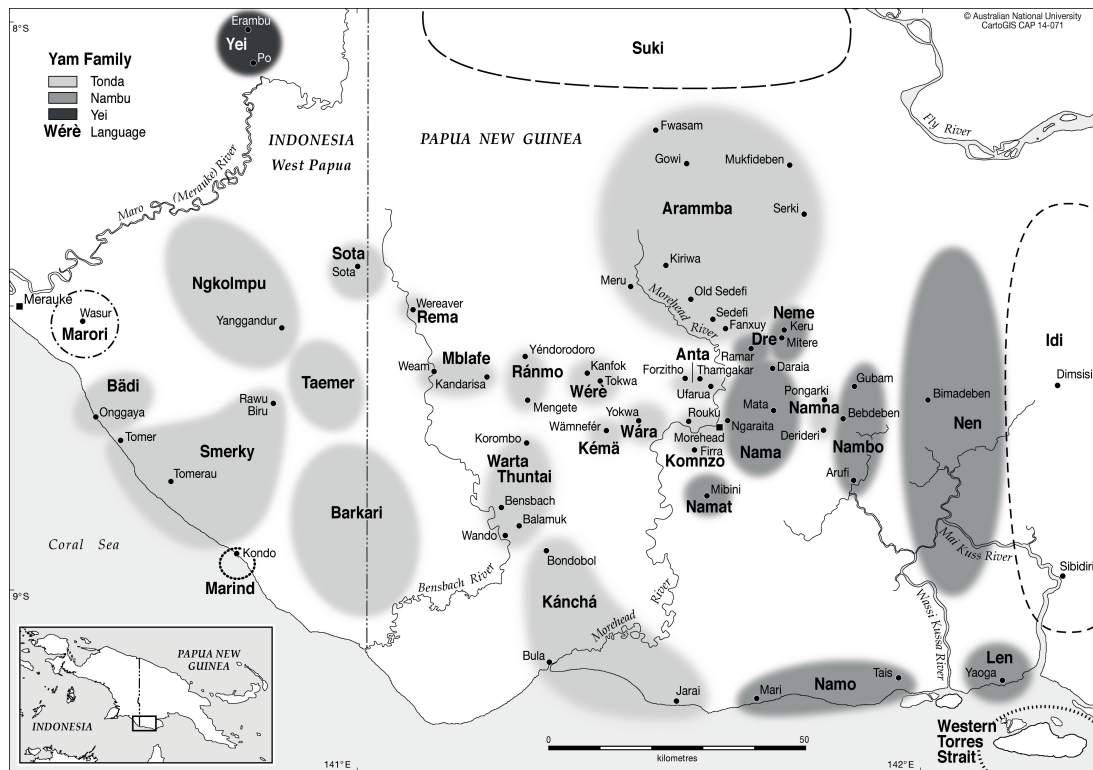 8°S
© Australian National University
CartoGIS CAP 14-071
Erambu
Yei
Po
Suki
Yam Family
Tonda
Nambu
Yei
Wérè Language
INDONESIA
West Papua
PAPUA NEW GUINEA
Fly River
Maro (Merauke) River
Fwasam
Gowi
Mukfideben
Arammba
Serki
Kiriwa
Meru
Morehead River
Old Sedefi
Sedefi
Fanxuy
Sota
Sota
Ngkolmpu
Yanggandur
Merauké
Wasur
Marori
Wereaver
Rema
Neme
Keru
Mitere
Dre
Ramar
Idi
Dimsisi
Bädi
Onggaya
Taemer
Rawu
Biru
Weam
Mblafe
Kandarisa
Yéndorodoro
Ránmo
Mengete
Kanfok
Tokwa
Wérè
Anta
Forzitho
Thamgakar
Ufarua
Daraia
Pongarki
Gubam
Namna
Bebdeben
Bimadeben
Nen
Tomer
Smerky
Tomerau
Korombo
Warta
Thuntai
Yokwa
Wämnefér
Wára
Kémä
Rouku
Morehead
Firra
Komnzo
Mata
Ngaraita
Nama
Derideri
Nambo
Arufi
Mibini
Namat
Barkari
Bensbach
Balamuk
Wando
Coral Sea
Kondo
Marind
Bondobol
Mai Kuss River
Sibidiri
9°S
Bensbach River
Kánchá
Morehead River
Wassi Kussa River
PAPUA NEW
GUINEA
INDONESIA
Bula
Jarai
Mari
Namo
Tais
Len
Yaoga
Western
Torres
Strait
0
50
kilometres
141°E
142°E